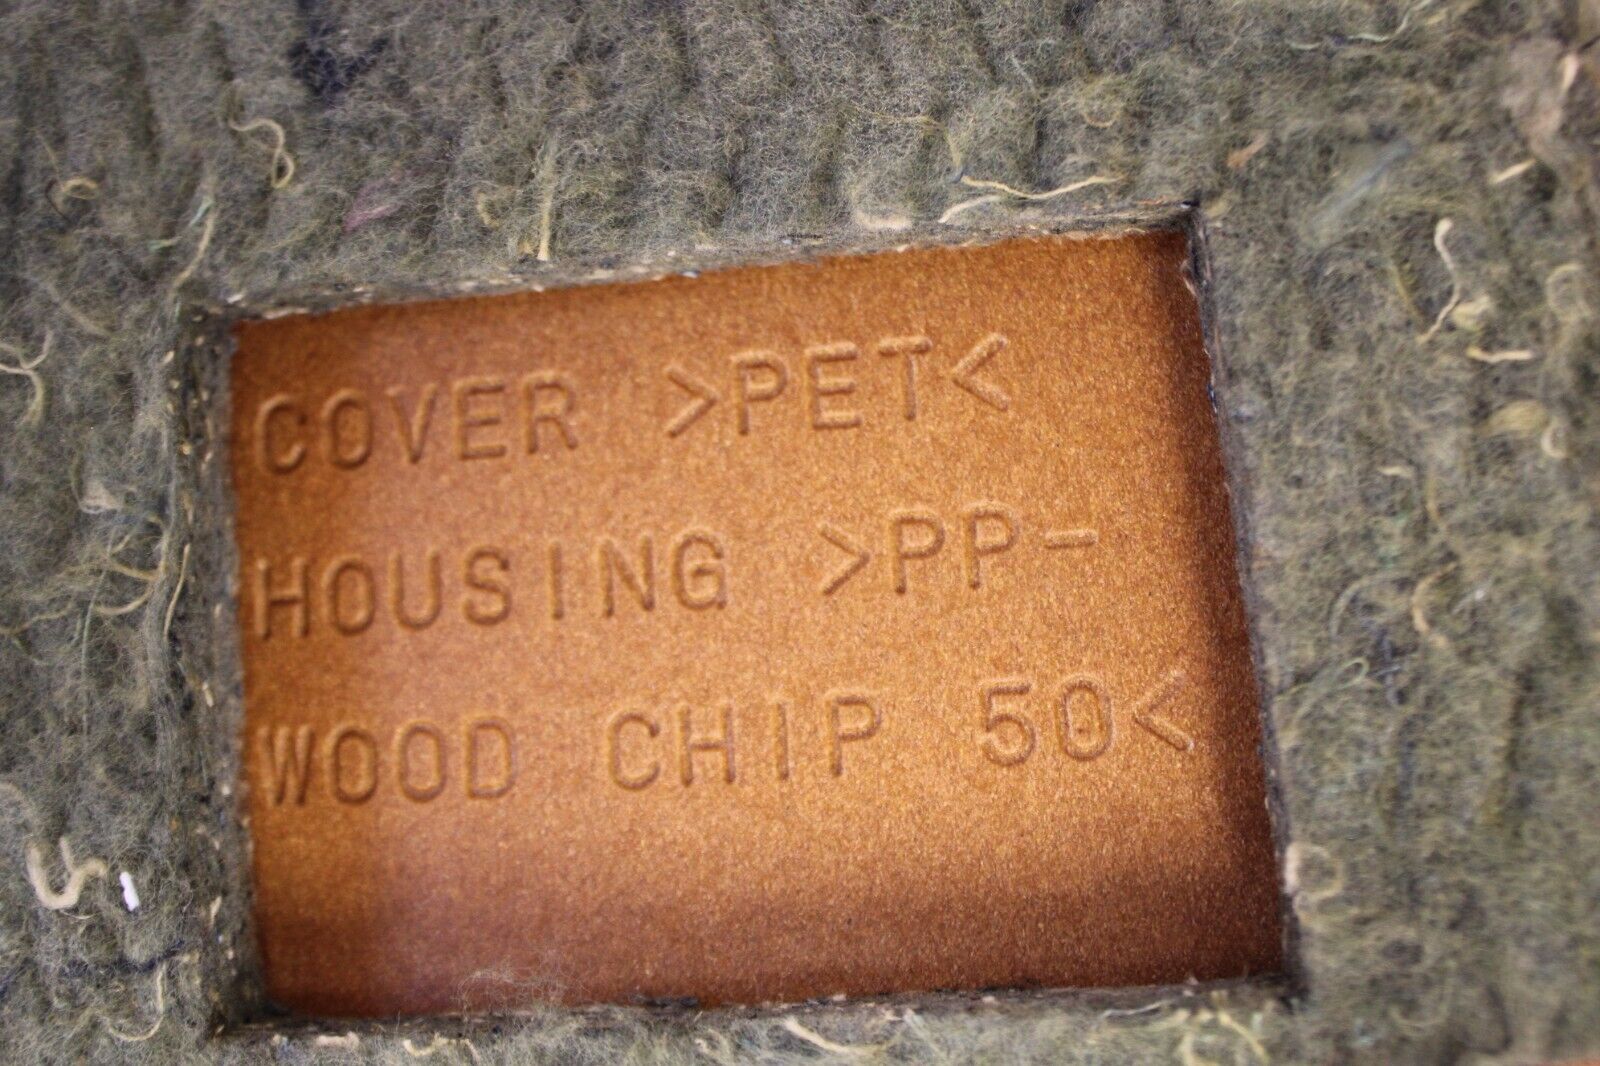 COVER >PET<
HOUSING >PP-
WOOD CHIP 50<